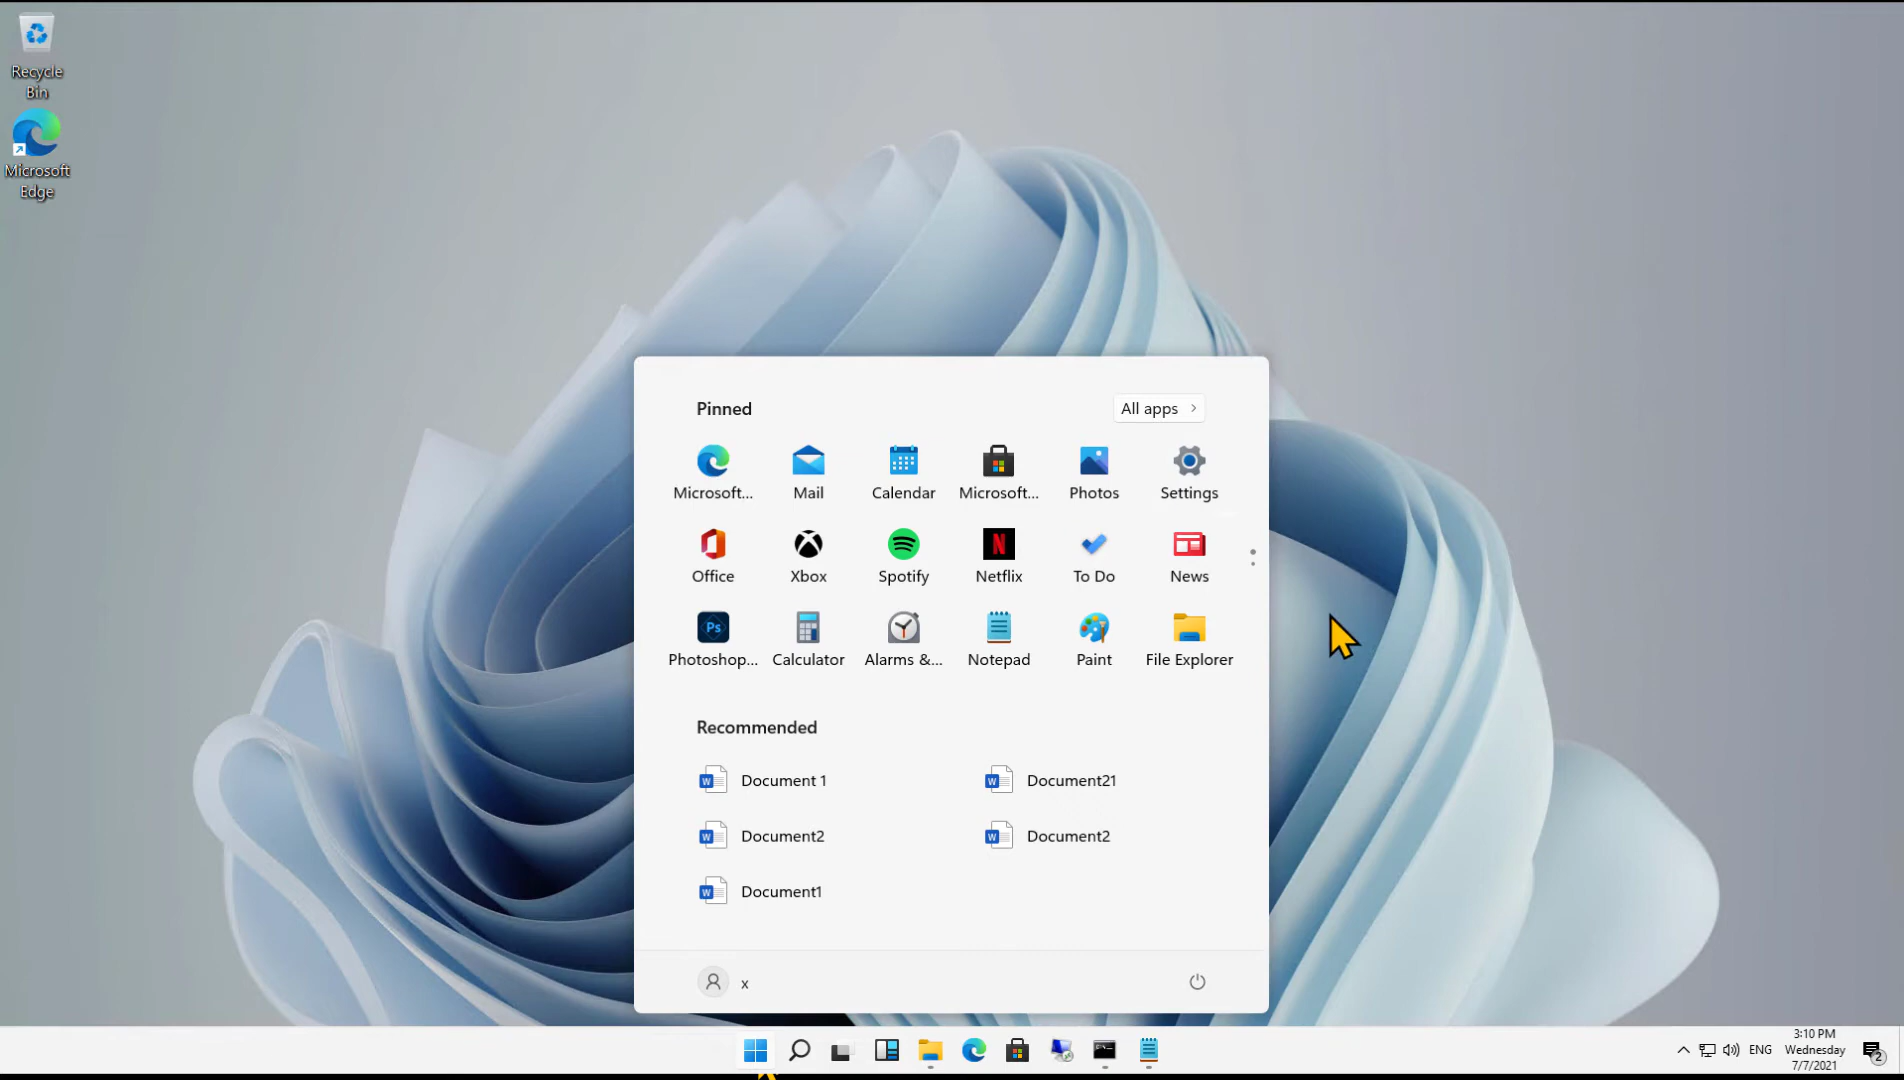 Recycle
Bin
Microsoft
Edge
Pinned
All apps
Microsoft...
Mail
Calendar
Microsoft...
Photos
Settings
Office
Xbox
Spotify
Netflix
To Do
News
Photoshop...
Calculator
Alarms &...
Notepad
Paint
File Explorer
Recommended
Document 1
Document21
Document2
Document2
Document1
x
ENG
3:10 PM
Wednesday
7/7/2021
2